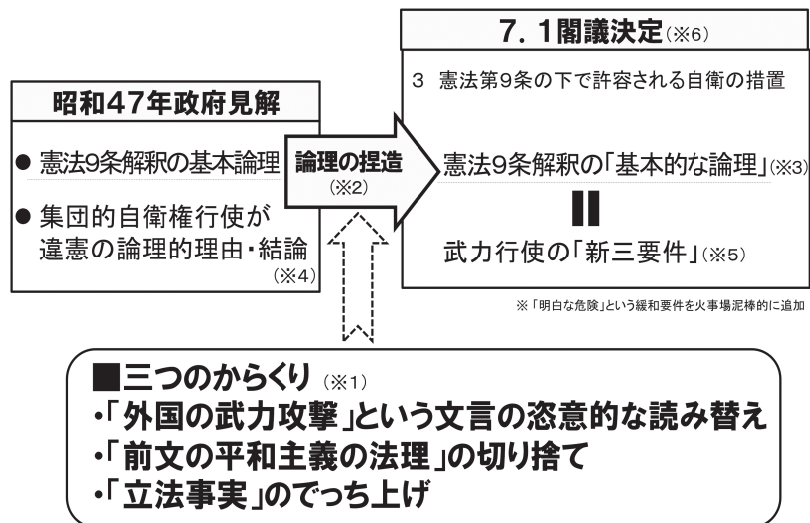 昭和47年政府見解
● 憲法9条解釈の基本論理
● 集団的自衛権行使が
違憲の論理的理由・結論
(※4)
論理の捏造
(※2)
7. 1閣議決定(※6)
3 憲法第9条の下で許容される自衛の措置
憲法9条解釈の「基本的な論理」(※3)
武力行使の「新三要件」(※5)
※「明白な危険」という緩和要件を火事場泥棒的に追加
■三つのからくり (※1)
・「外国の武力攻撃」という文言の恣意的な読み替え
・「前文の平和主義の法理」の切り捨て
・「立法事実」のでっち上げ